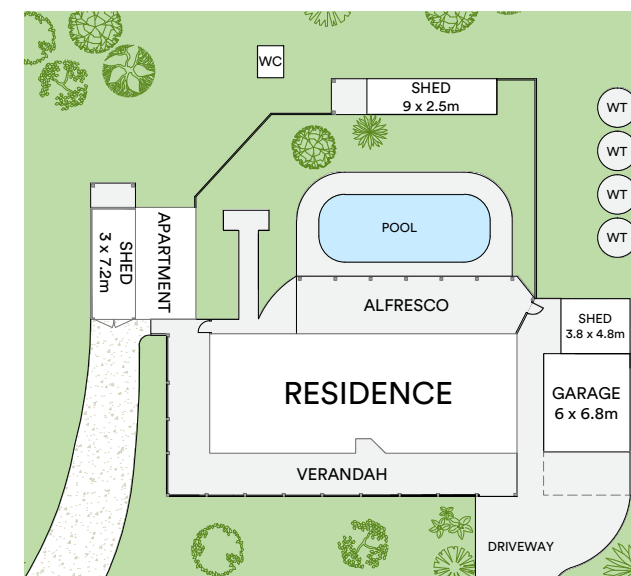 WC
SHED
9 x 2.5m
WT
WT
WT
WT
POOL
SHED
3 x 7.2m
APARTMENT
ALFRESCO
SHED
3.8 x 4.8m
RESIDENCE
GARAGE
6 x 6.8m
VERANDAH
DRIVEWAY